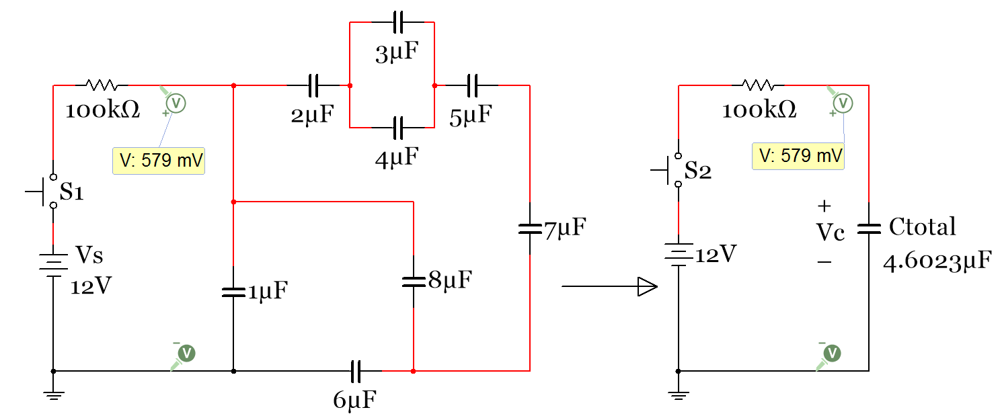 3µF
100kΩ
V
+
2µF
5µF
V: 579 mV
4µF
S1
Vs
12V
7µF
1µF
8µF
V
6µF
100kΩ
V
+
V: 579 mV
S2
+
Vc
−
12V
Ctotal
4.6023µF
V